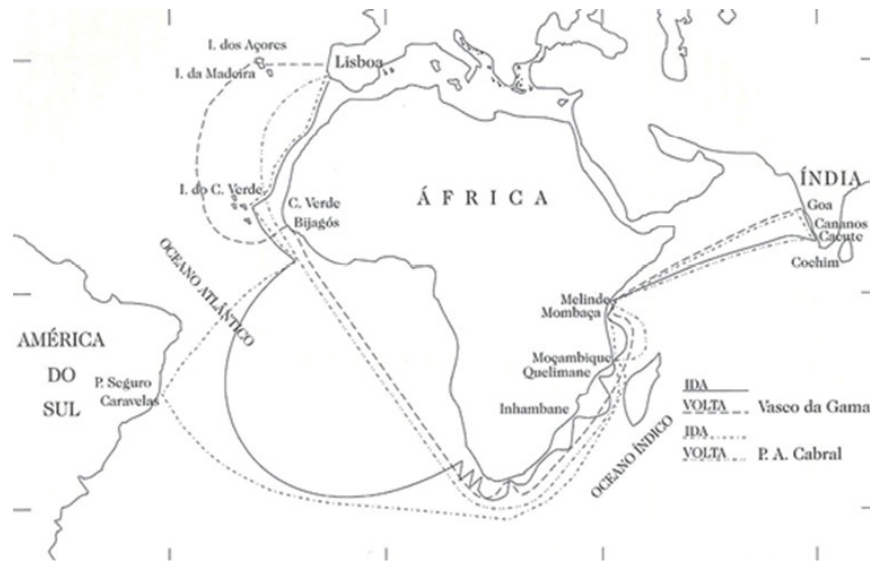 I. dos Açores
Lisboa
I. da Madeira
I. do C. Verde
C. Verde
Bijagós
ÁFRICA
ÍNDIA
Goa
Cananos
Cacute
Cochim
OCEANO ATLÂNTICO
Melinde
Mombaça
AMÉRICA
DO
SUL
P. Seguro
Caravelas
Moçambique
Quelimane
Inhambane
OCEANO ÍNDICO
IDA
VOLTA Vasco da Gama
IDA
VOLTA P. A. Cabral